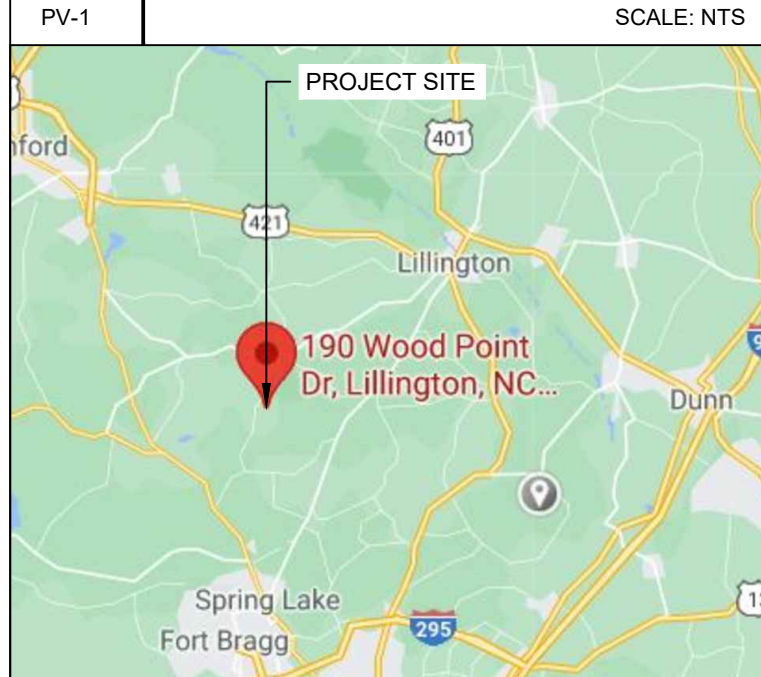 PV-1
SCALE: NTS
PROJECT SITE
401
421
Lillington
190 Wood Point
Dr, Lillington, NC...
Dunn
Spring Lake
295
Fort Bragg